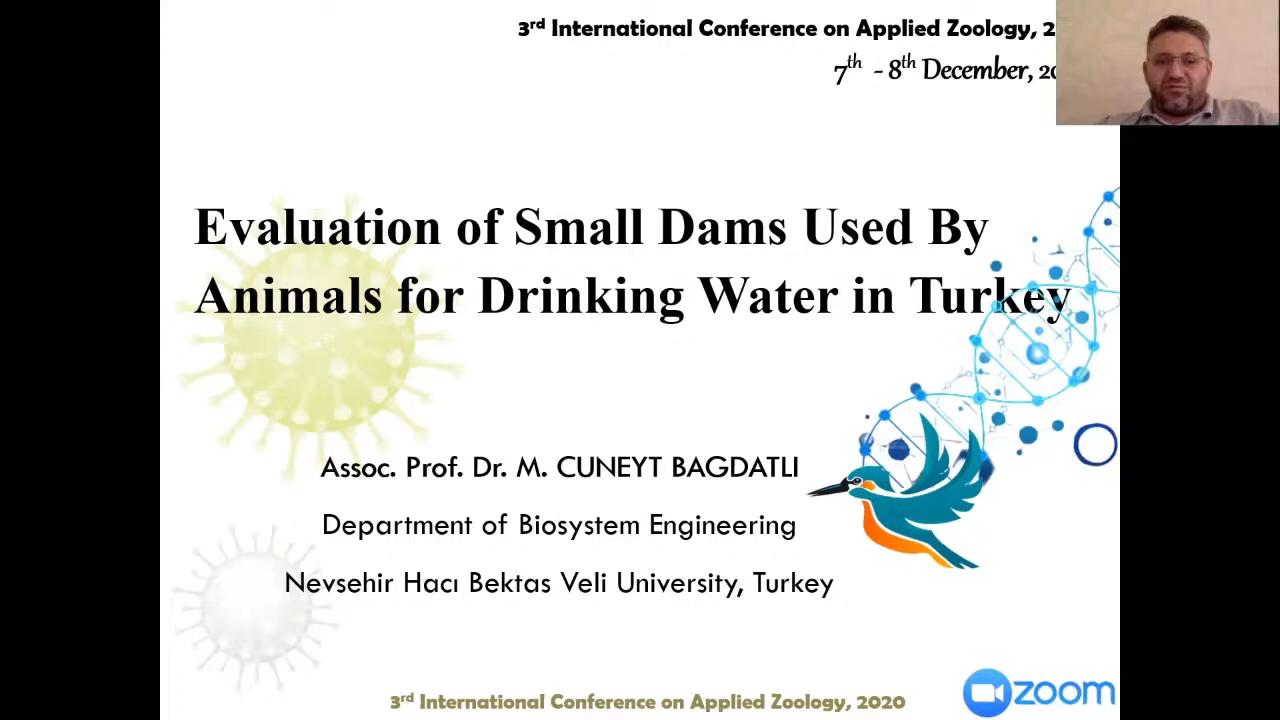 3rd International Conference on Applied Zoology, 2
7th - 8th December, 20
Evaluation of Small Dams Used By
Animals for Drinking Water in Turkey
Assoc. Prof. Dr. M. CUNEYT BAGDATLI
Department of Biosystem Engineering
Nevsehir Hacı Bektas Veli University, Turkey
3rd International Conference on Applied Zoology, 2020
zoom